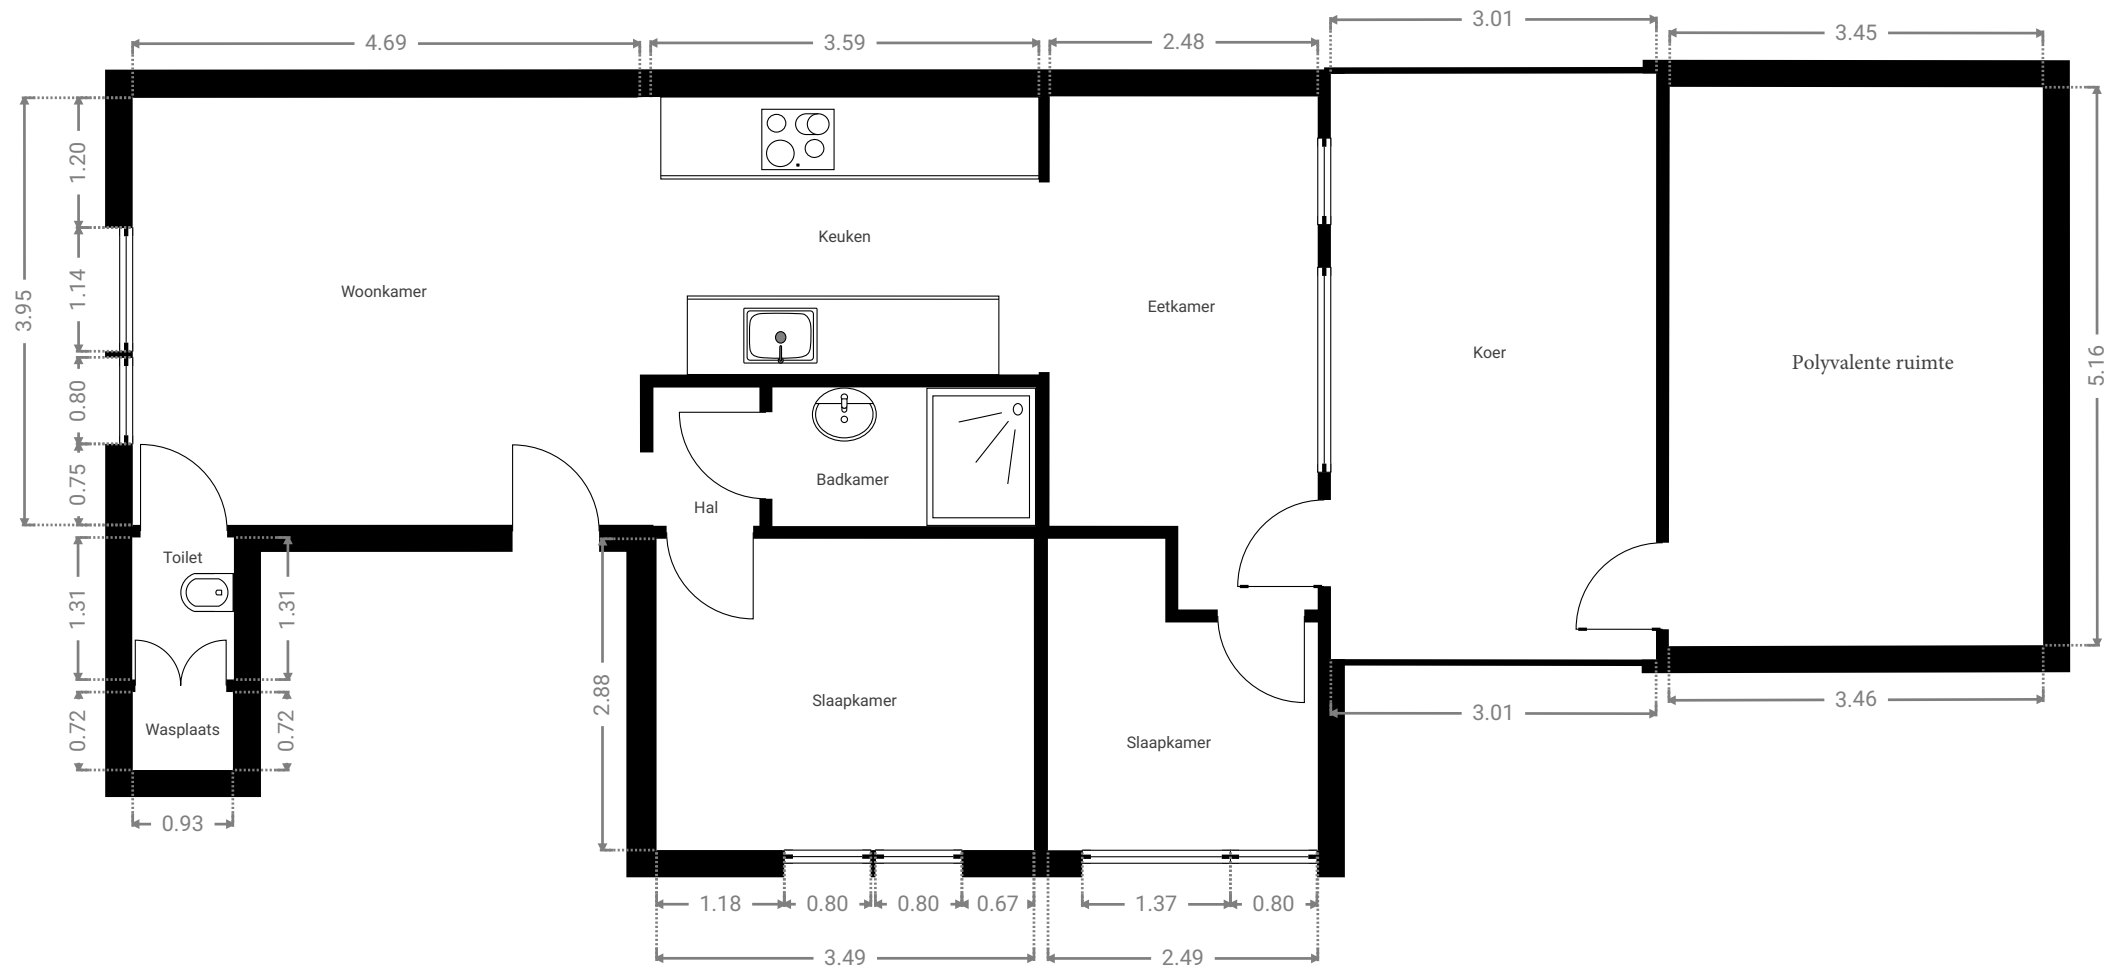 3.01
4.69
3.59
2.48
3.45
1.20
Keuken
Woonkamer
1.14
3.95
Eetkamer
Koer
Polyvalente ruimte
5.16
0.80
0.75
Badkamer
Hal
Toilet
1.31
1.31
2.88
Slaapkamer
3.46
3.01
0.72
Wasplaats
0.72
Slaapkamer
0.93
1.18
0.80
0.80
0.67
1.37
0.80
3.49
2.49